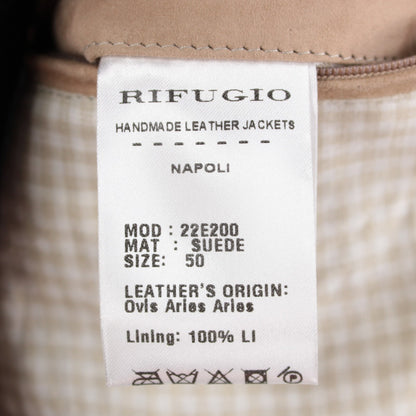 RIFUGIO
HANDMADE LEATHER JACKETS
- - - - - - -
NAPOLI
MOD : 22E200
MAT : SUEDE
SIZE: 50
LEATHER'S ORIGIN:
Ovis Aries Aries
Lining: 100% LI